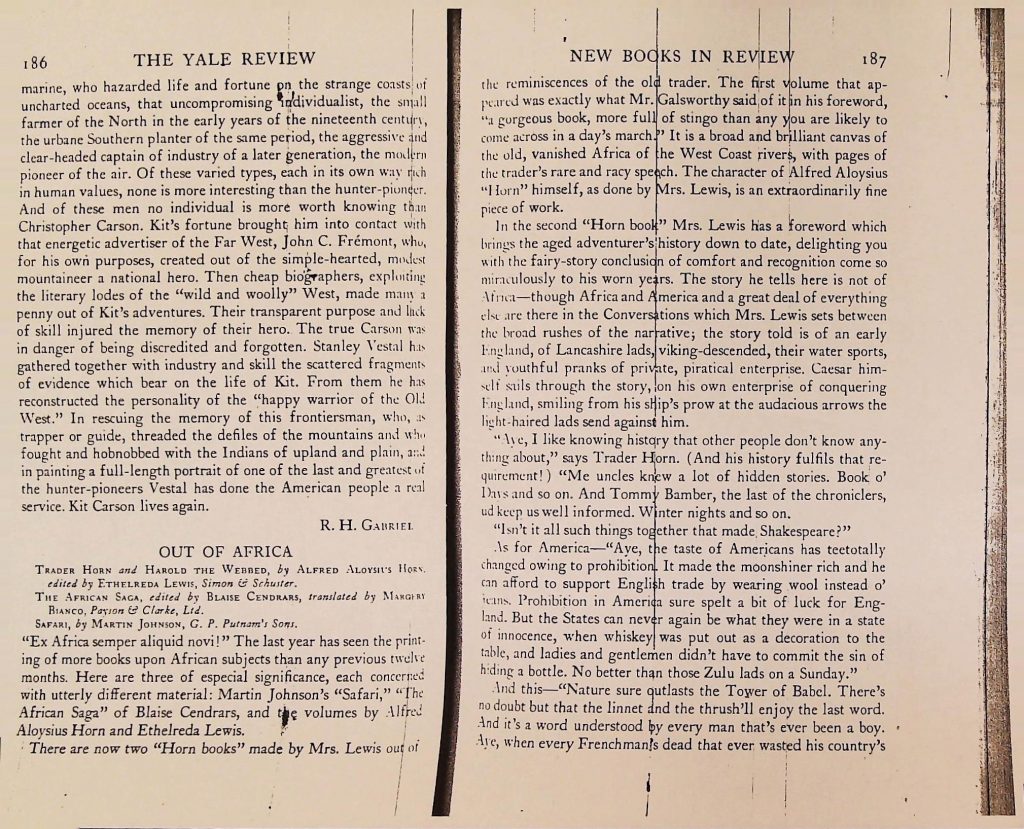 186 THE YALE REVIEW
marine, who hazarded life and fortune on the strange coasts of
uncharted oceans, that uncompromising individualist, the small
farmer of the North in the early years of the nineteenth century,
the urbane Southern planter of the same period, the aggressive and
clear-headed captain of industry of a later generation, the modern
pioneer of the air. Of these varied types, each in its own way rich
in human values, none is more interesting than the hunter-pioneer.
And of these men no individual is more worth knowing than
Christopher Carson. Kit's fortune brought him into contact with
that energetic advertiser of the Far West, John C. Frémont, who,
for his own purposes, created out of the simple-hearted, modest
mountaineer a national hero. Then cheap biographers, exploiting
the literary lodes of the "wild and woolly" West, made many a
penny out of Kit's adventures. Their transparent purpose and lack
of skill injured the memory of their hero. The true Carson was
in danger of being discredited and forgotten. Stanley Vestal has
gathered together with industry and skill the scattered fragments
of evidence which bear on the life of Kit. From them he has
reconstructed the personality of the "happy warrior of the Old
West." In rescuing the memory of this frontiersman, who, as
trapper or guide, threaded the defiles of the mountains and who
fought and hobnobbed with the Indians of upland and plain, and
in painting a full-length portrait of one of the last and greatest of
the hunter-pioneers Vestal has done the American people a real
service. Kit Carson lives again.
R. H. GABRIEL
OUT OF AFRICA
TRADER HORN and HAROLD THE WEBBED, by ALFRED ALOYSIUS HORN,
edited by ETHELREDA LEWIS, Simon & Schuster.
THE AFRICAN SAGA, edited by BLAISE CENDRARS, translated by MARGERY
BIANCO, Payson & Clarke, Ltd.
SAFARI, by MARTIN JOHNSON, G. P. Putnam's Sons.
"Ex Africa semper aliquid novi!" The last year has seen the print-
ing of more books upon African subjects than any previous twelve
months. Here are three of especial significance, each concerned
with utterly different material: Martin Johnson's "Safari," "The
African Saga" of Blaise Cendrars, and the volumes by Alfred
Aloysius Horn and Ethelreda Lewis.
There are now two "Horn books" made by Mrs. Lewis out of
NEW BOOKS IN REVIEW 187
the reminiscences of the old trader. The first volume that ap-
peared was exactly what Mr. Galsworthy said of it in his foreword,
"a gorgeous book, more full of stingo than any you are likely to
come across in a day's march." It is a broad and brilliant canvas of
the old, vanished Africa of the West Coast rivers, with pages of
the trader's rare and racy speech. The character of Alfred Aloysius
"Horn" himself, as done by Mrs. Lewis, is an extraordinarily fine
piece of work.
In the second "Horn book" Mrs. Lewis has a foreword which
brings the aged adventurer's history down to date, delighting you
with the fairy-story conclusion of comfort and recognition come so
miraculously to his worn years. The story he tells here is not of
Africa—though Africa and America and a great deal of everything
else are there in the Conversations which Mrs. Lewis sets between
the broad rushes of the narrative; the story told is of an early
England, of Lancashire lads, viking-descended, their water sports,
and youthful pranks of private, piratical enterprise. Caesar him-
self sails through the story, on his own enterprise of conquering
England, smiling from his ship's prow at the audacious arrows the
light-haired lads send against him.
"Aye, I like knowing history that other people don't know any-
thing about," says Trader Horn. (And his history fulfils that re-
quirement!) "Me uncles knew a lot of hidden stories. Book o'
Days and so on. And Tommy Bamber, the last of the chroniclers,
ud keep us well informed. Winter nights and so on.
"Isn't it all such things together that made Shakespeare?"
As for America—"Aye, the taste of Americans has teetotally
changed owing to prohibition. It made the moonshiner rich and he
can afford to support English trade by wearing wool instead o'
jeans. Prohibition in America sure spelt a bit of luck for Eng-
land. But the States can never again be what they were in a state
of innocence, when whiskey was put out as a decoration to the
table, and ladies and gentlemen didn't have to commit the sin of
hiding a bottle. No better than those Zulu lads on a Sunday."
And this—"Nature sure outlasts the Tower of Babel. There's
no doubt but that the linnet and the thrush'll enjoy the last word.
And it's a word understood by every man that's ever been a boy.
Aye, when every Frenchman's dead that ever wasted his country's